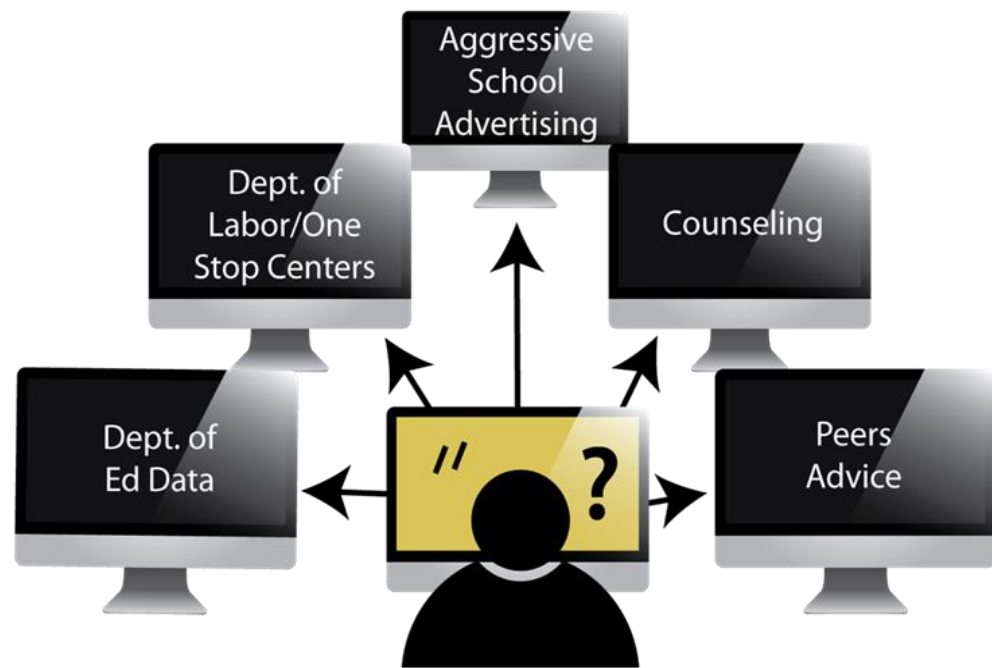 Aggressive
School
Advertising
Dept. of
Labor/One
Stop Centers
Counseling
Dept. of
Ed Data
?
Peers
Advice